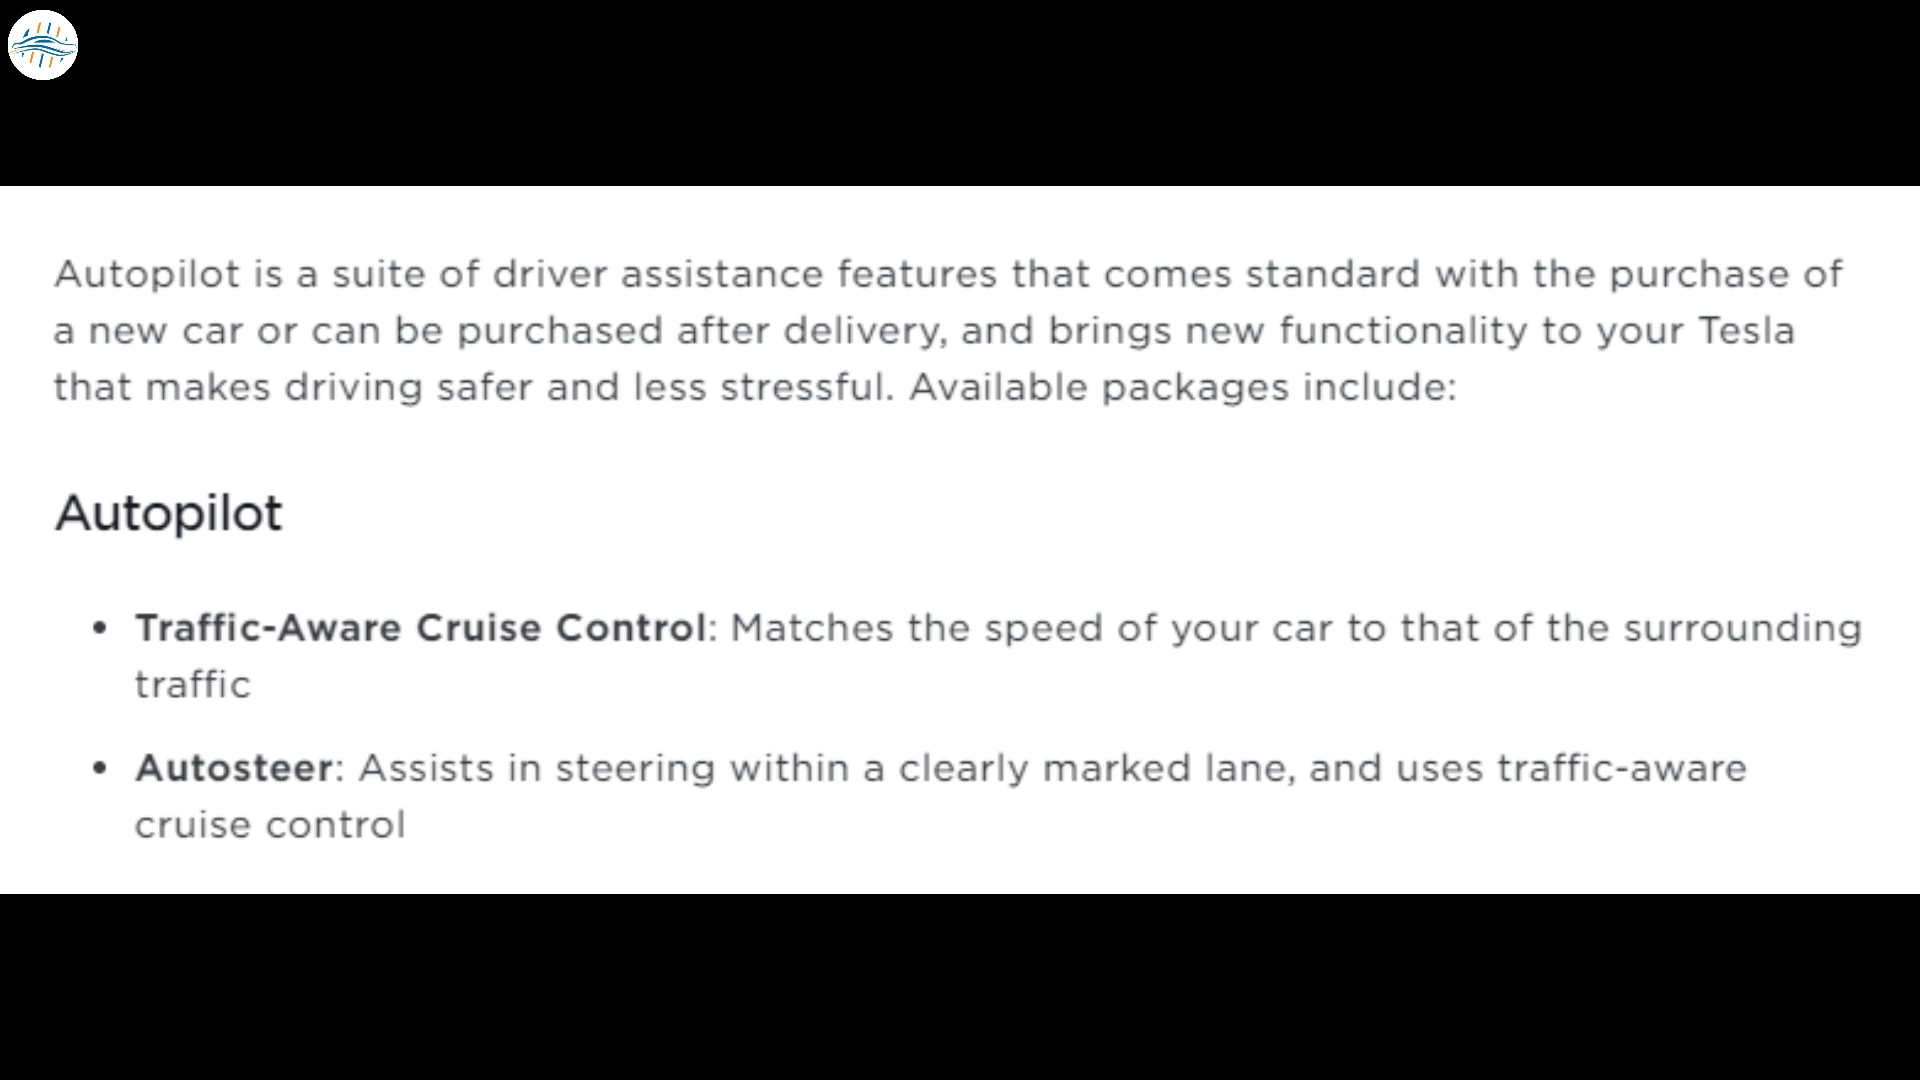 Autopilot is a suite of driver assistance features that comes standard with the purchase of
a new car or can be purchased after delivery, and brings new functionality to your Tesla
that makes driving safer and less stressful. Available packages include:
Autopilot
• Traffic-Aware Cruise Control: Matches the speed of your car to that of the surrounding
traffic
• Autosteer: Assists in steering within a clearly marked lane, and uses traffic-aware
cruise control